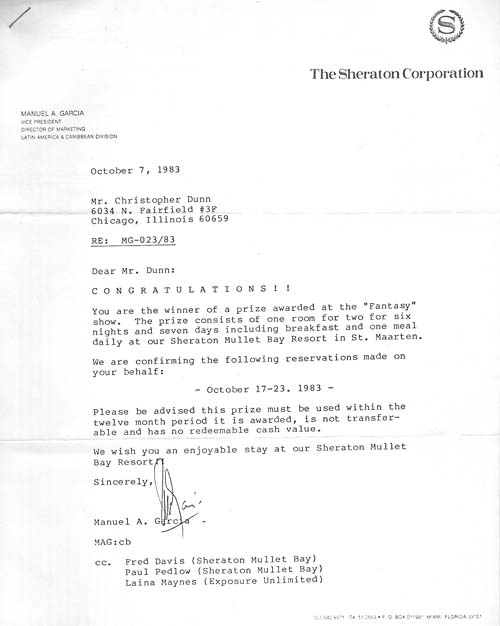 S
The Sheraton Corporation
MANUEL A. GARCIA
VICE PRESIDENT
DIRECTOR OF MARKETING
LATIN AMERICA & CARIBBEAN DIVISION
October 7, 1983
Mr. Christopher Dunn
6034 N. Fairfield #3F
Chicago, Illinois 60659
RE: MG-023/83
Dear Mr. Dunn:
C O N G R A T U L A T I O N S ! !
You are the winner of a prize awarded at the "Fantasy"
show. The prize consists of one room for two for six
nights and seven days including breakfast and one meal
daily at our Sheraton Mullet Bay Resort in St. Maarten.
We are confirming the following reservations made on
your behalf:
- October 17-23. 1983 -
Please be advised this prize must be used within the
twelve month period it is awarded, is not transfer-
able and has no redeemable cash value.
We wish you an enjoyable stay at our Sheraton Mullet
Bay Resort
Sincerely,
Manuel A. Garcia
MAG:cb
cc. Fred Davis (Sheraton Mullet Bay)
Paul Pedlow (Sheraton Mullet Bay)
Laina Maynes (Exposure Unlimited)
P. O. BOX 011981 MIAMI FLORIDA 33101